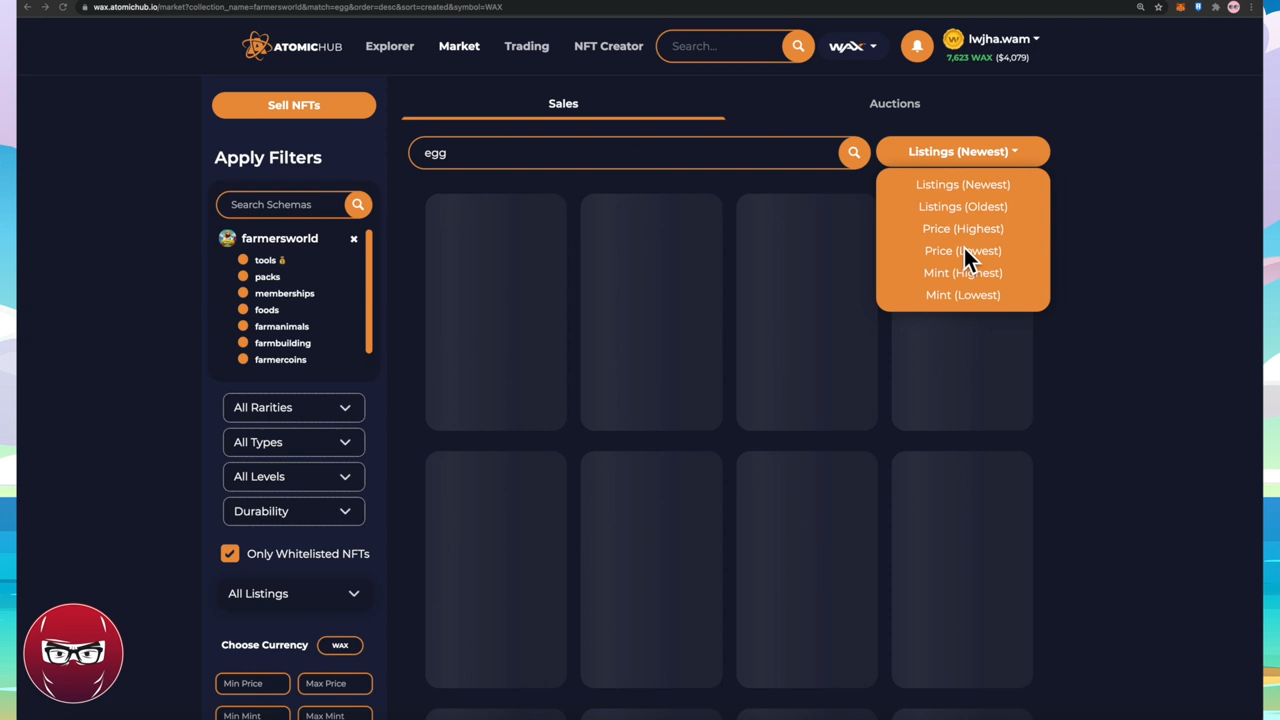 wax.atomichub.io/market?collection_name=farmersworld&match=egg&order=desc&sort=created&symbol=WAX
ATOMICHUB
Explorer
Market
Trading
NFT Creator
Search...
WAX
lwjha.wam
7,623 WAX ($4,079)
Sell NFTs
Sales
Auctions
egg
Listings (Newest)
Listings (Newest)
Listings (Oldest)
Price (Highest)
Price (Lowest)
Mint (Highest)
Mint (Lowest)
Apply Filters
Search Schemas
farmersworld
tools
packs
memberships
foods
farmanimals
farmbuilding
farmercoins
All Rarities
All Types
All Levels
Durability
Only Whitelisted NFTs
All Listings
Choose Currency
WAX
Min Price
Max Price
Min Mint
Max Mint